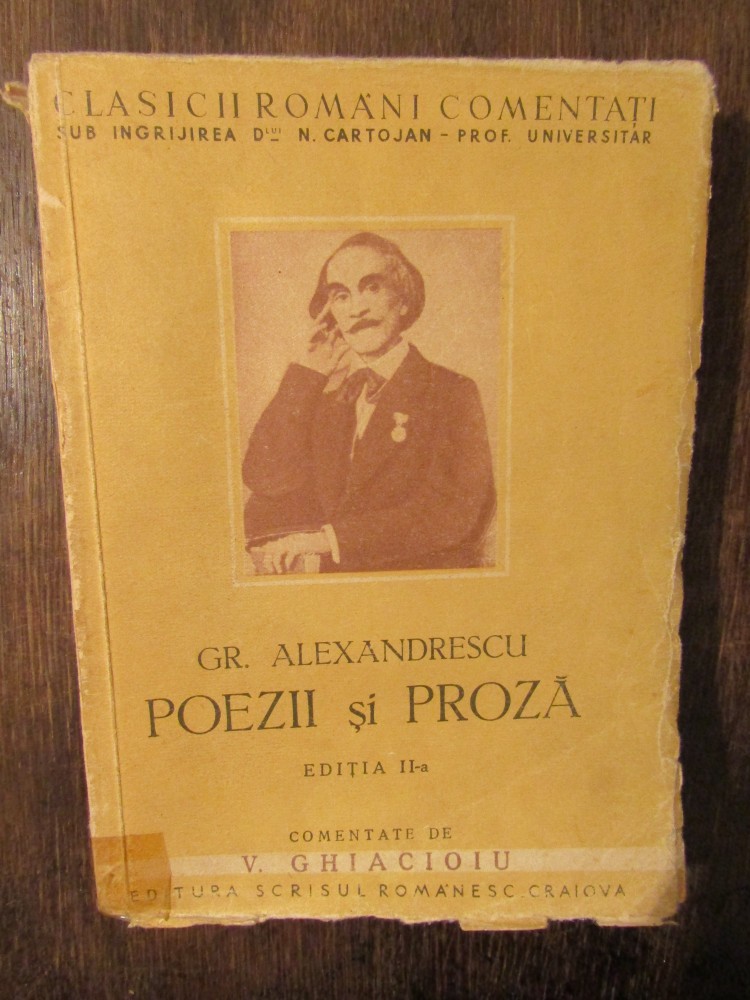 CLASICII ROMÂNI COMENTAȚI
SUB INGRIJIREA DLUI N. CARTOJAN - PROF. UNIVERSITAR
GR. ALEXANDRESCU
POEZII și PROZĂ
EDIȚIA II-a
COMENTATE DE
V. GHIACIOIU
EDITURA SCRISUL ROMÂNESC. CRAIOVA